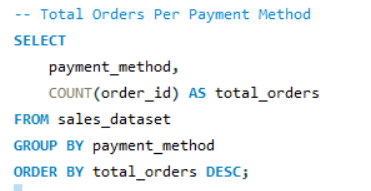 -- Total Orders Per Payment Method
SELECT
    payment_method,
    COUNT(order_id) AS total_orders
FROM sales_dataset
GROUP BY payment_method
ORDER BY total_orders DESC;